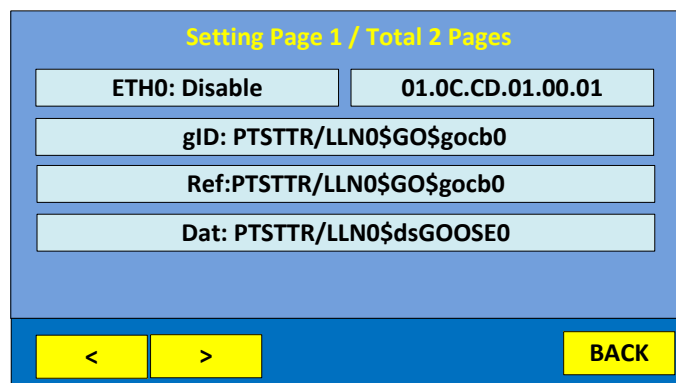 Setting Page 1 / Total 2 Pages
ETH0: Disable 01.0C.CD.01.00.01
gID: PTSTTR/LLN0$GO$gocb0
Ref:PTSTTR/LLN0$GO$gocb0
Dat: PTSTTR/LLN0$dsGOOSE0
< > BACK